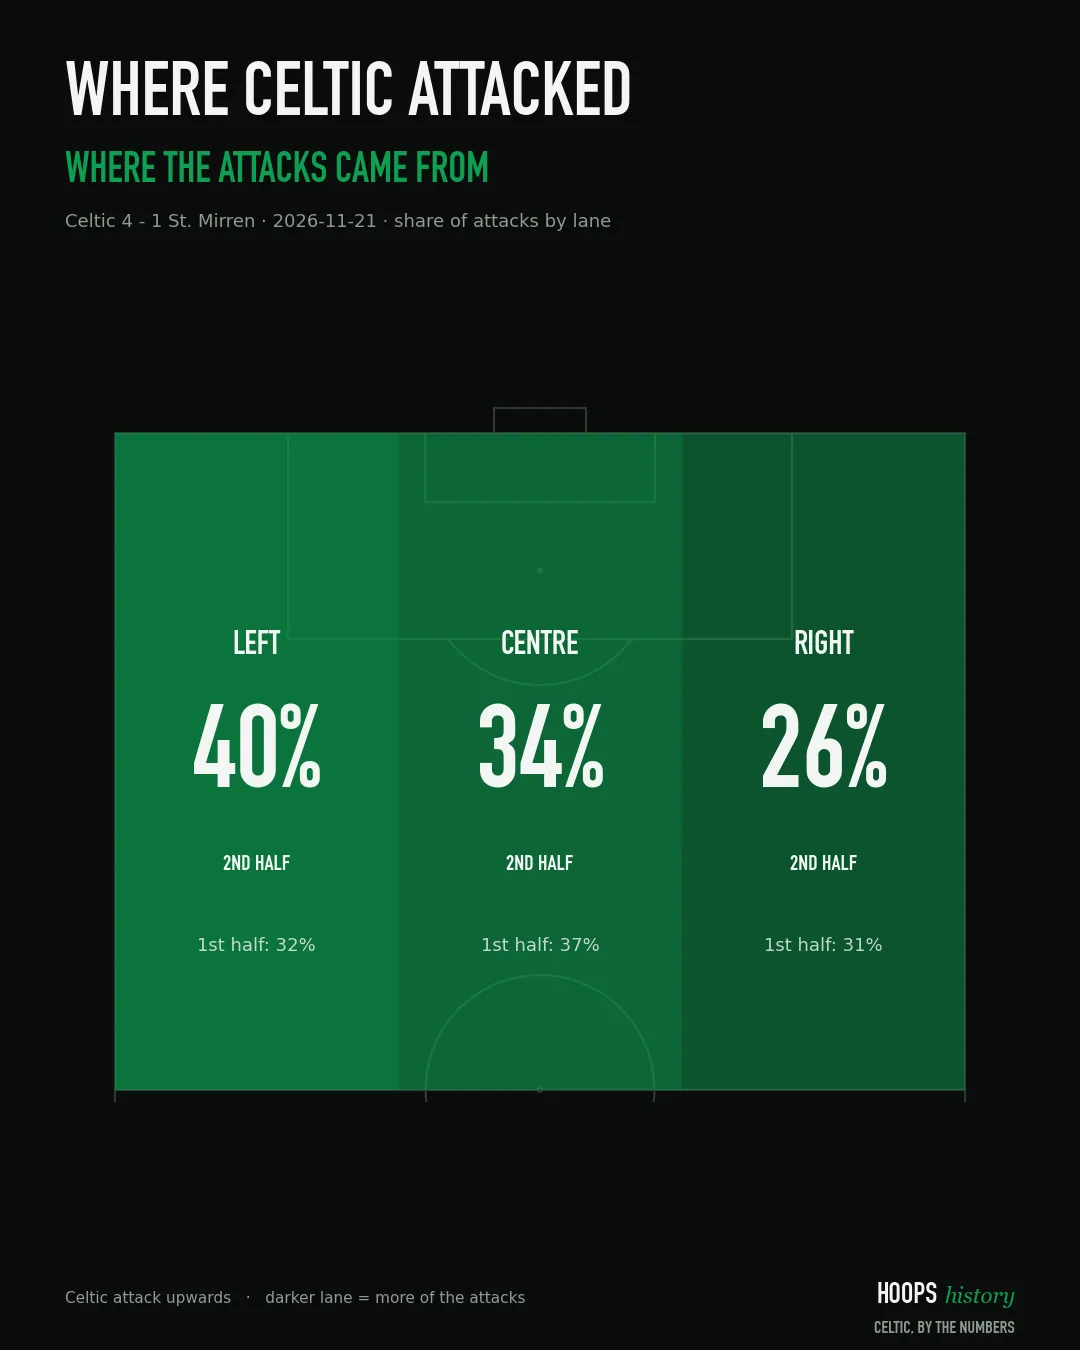 WHERE CELTIC ATTACKED
WHERE THE ATTACKS CAME FROM
Celtic 4 - 1 St. Mirren · 2026-11-21 · share of attacks by lane
LEFT CENTRE RIGHT
40% 34% 26%
2ND HALF 2ND HALF 2ND HALF
1st half: 32% 1st half: 37% 1st half: 31%
Celtic attack upwards · darker lane = more of the attacks
HOOPS history
CELTIC, BY THE NUMBERS